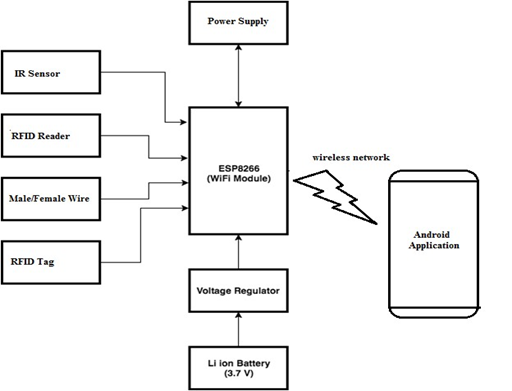 Power Supply
IR Sensor
RFID Reader
Male/Female Wire
RFID Tag
ESP8266
(WiFi Module)
wireless network
Android
Application
Voltage Regulator
Li ion Battery
(3.7 V)